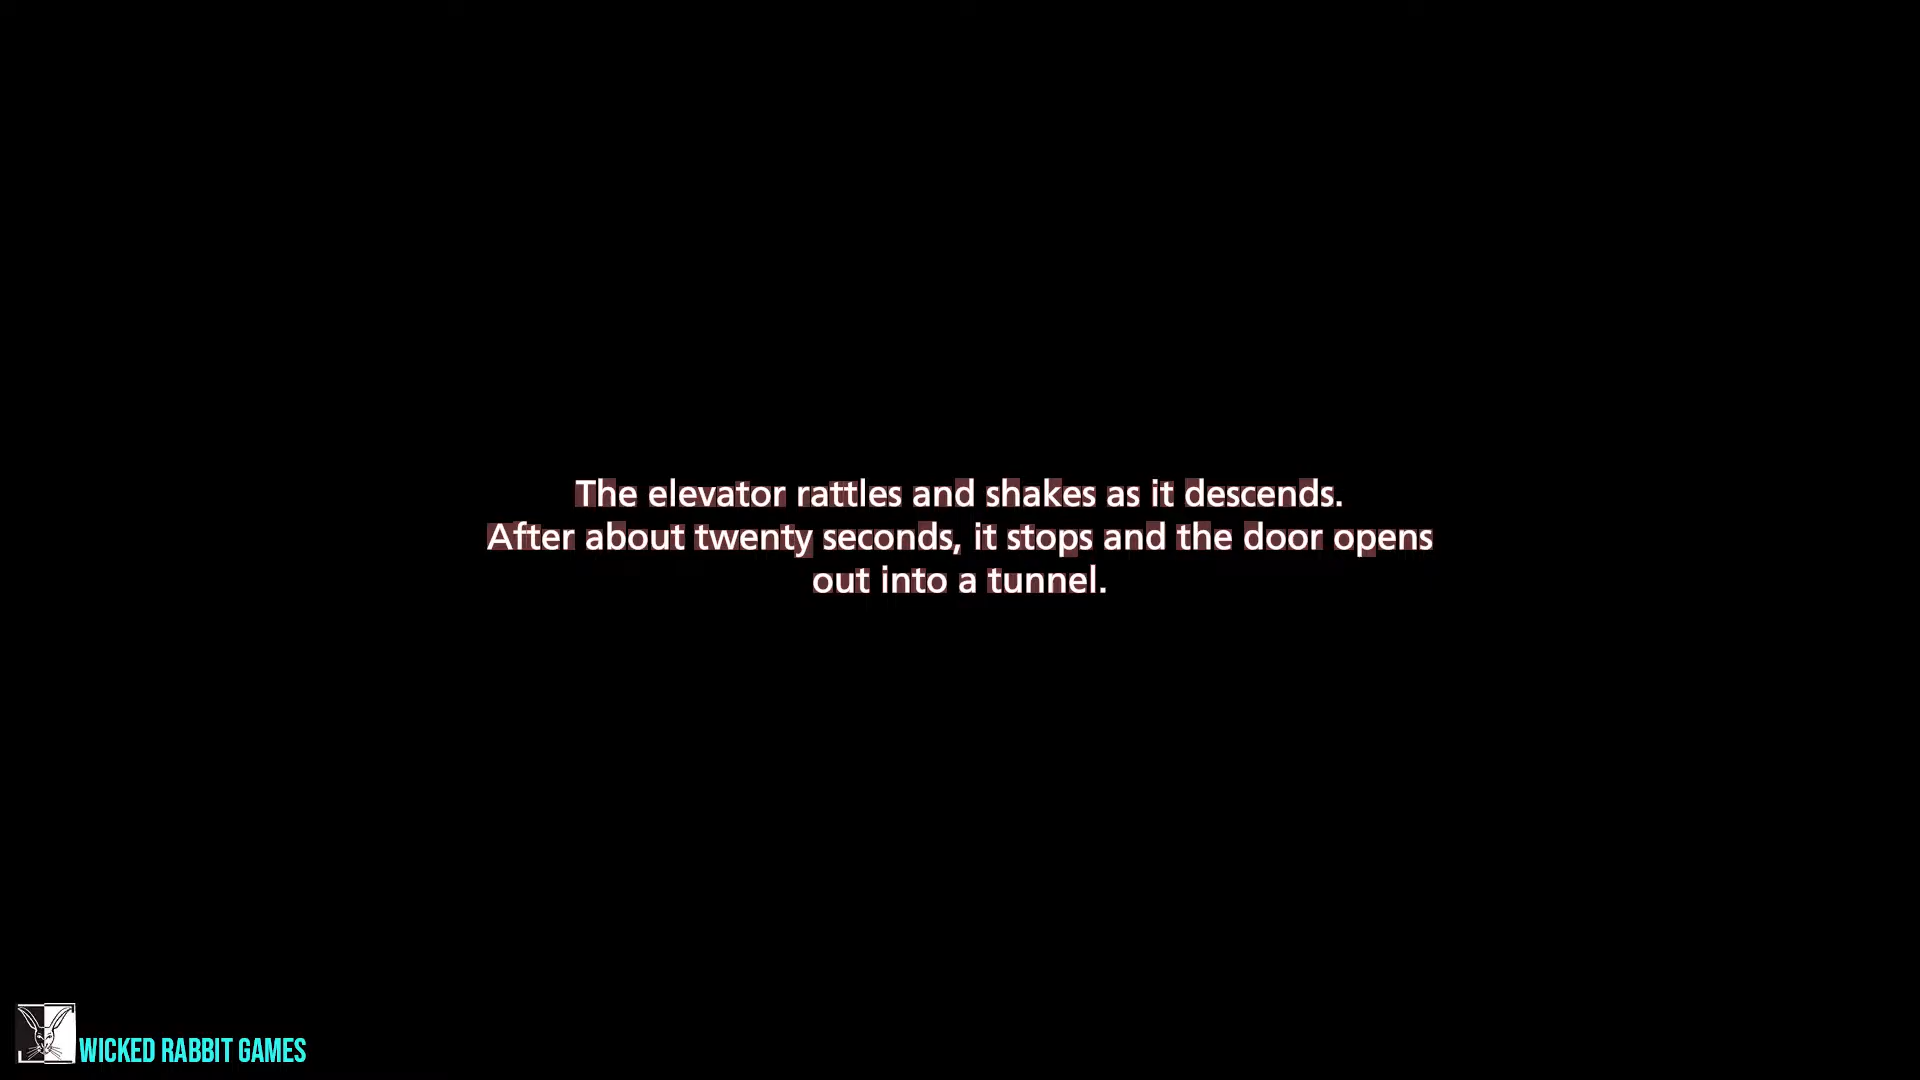 The elevator rattles and shakes as it descends.
After about twenty seconds, it stops and the door opens
out into a tunnel.
WICKED RABBIT GAMES